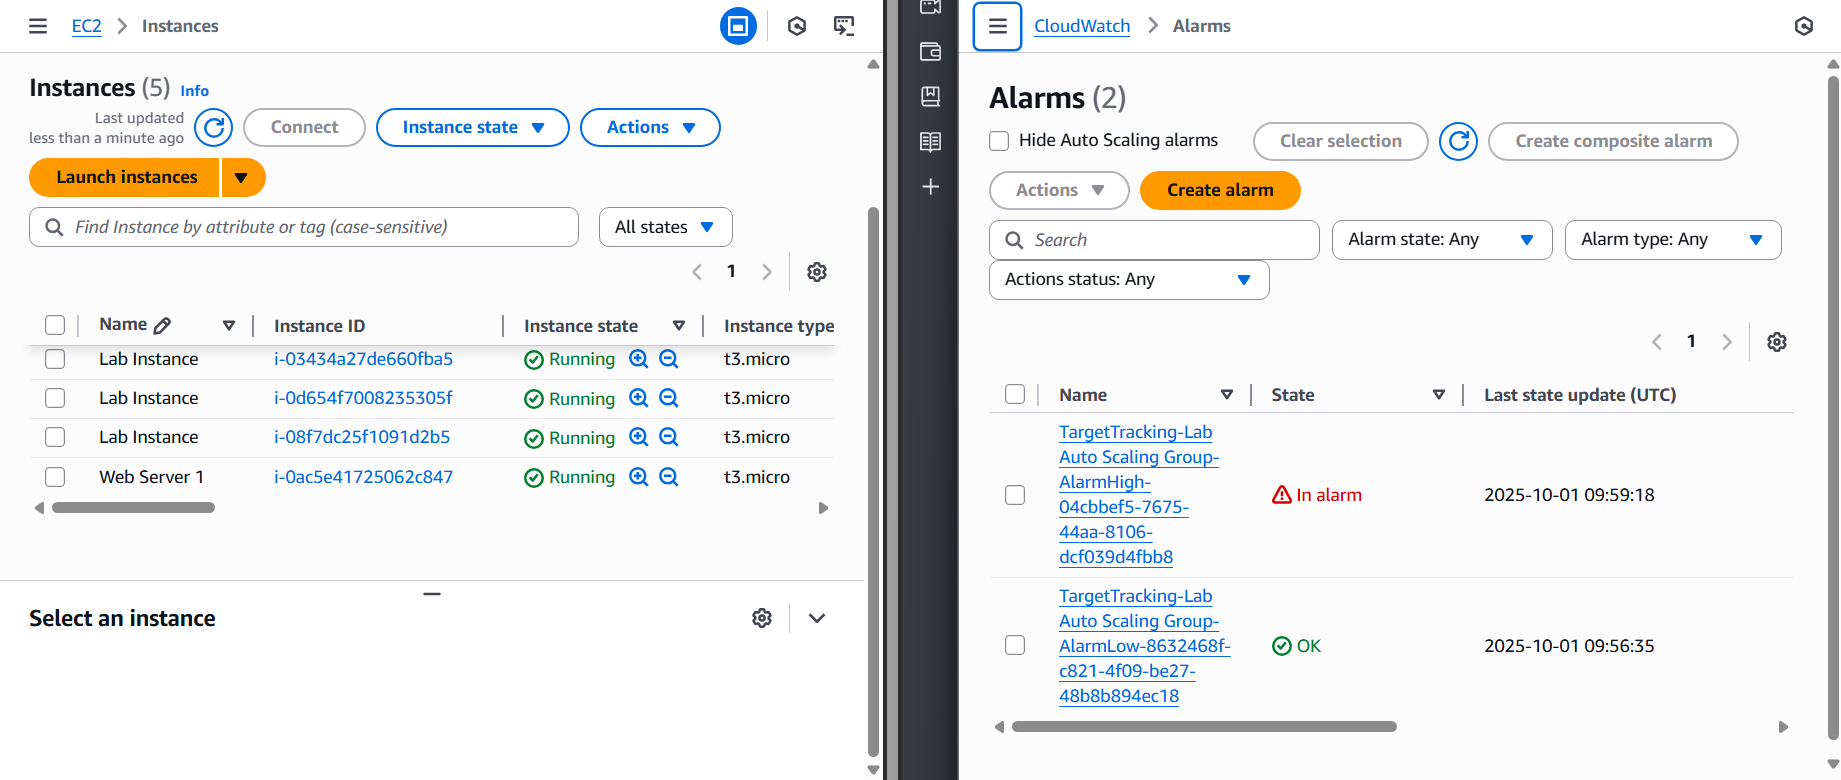 EC2 > Instances
Instances (5) Info
Last updated
less than a minute ago
Connect
Instance state
Actions
Launch instances
Find Instance by attribute or tag (case-sensitive)
All states
1
Name
Instance ID
Instance state
Instance type
Lab Instance i-03434a27de660fba5 Running t3.micro
Lab Instance i-0d654f7008235305f Running t3.micro
Lab Instance i-08f7dc25f1091d2b5 Running t3.micro
Web Server 1 i-0ac5e41725062c847 Running t3.micro
Select an instance
CloudWatch > Alarms
Alarms (2)
Hide Auto Scaling alarms
Clear selection
Create composite alarm
Actions
Create alarm
Search
Alarm state: Any
Alarm type: Any
Actions status: Any
1
Name
State
Last state update (UTC)
TargetTracking-Lab
Auto Scaling Group-
AlarmHigh-
04cbbef5-7675-
44aa-8106-
dcf039d4fbb8
In alarm
2025-10-01 09:59:18
TargetTracking-Lab
Auto Scaling Group-
AlarmLow-8632468f-
c821-4f09-be27-
48b8b894ec18
OK
2025-10-01 09:56:35